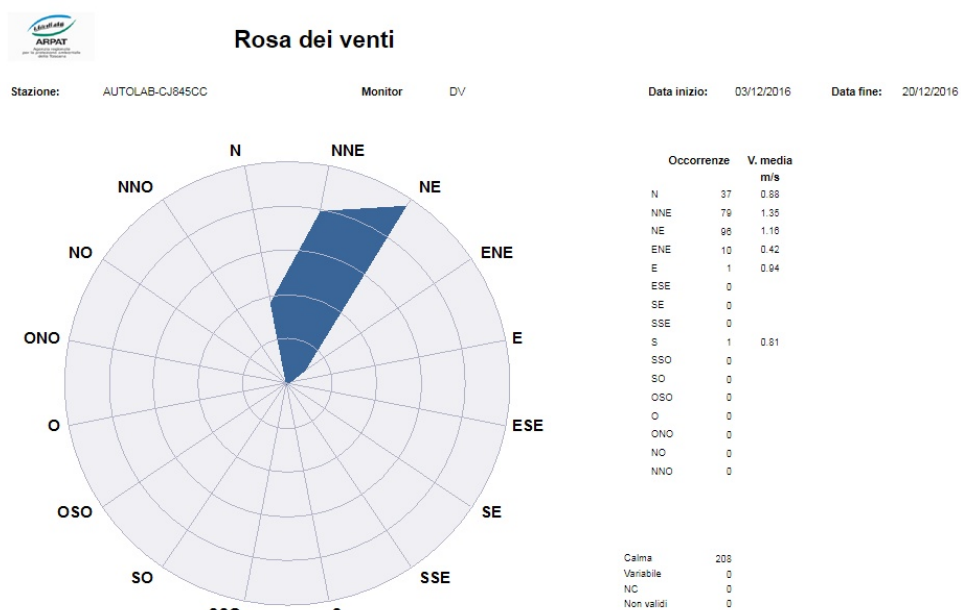 ARPAT
Rosa dei venti
Stazione: AUTOLAB-CJ845CC Monitor DV Data inizio: 03/12/2016 Data fine: 20/12/2016
N NNE
NNO NE
NO ENE
ONO E
O ESE
OSO SE
SO SSE
Occorrenze V. media
m/s
N 37 0.88
NNE 79 1.35
NE 96 1.16
ENE 10 0.42
E 1 0.94
ESE 0
SE 0
SSE 0
S 1 0.81
SSO 0
SO 0
OSO 0
O 0
ONO 0
NO 0
NNO 0
Calma 208
Variabile 0
NC 0
Non validi 0